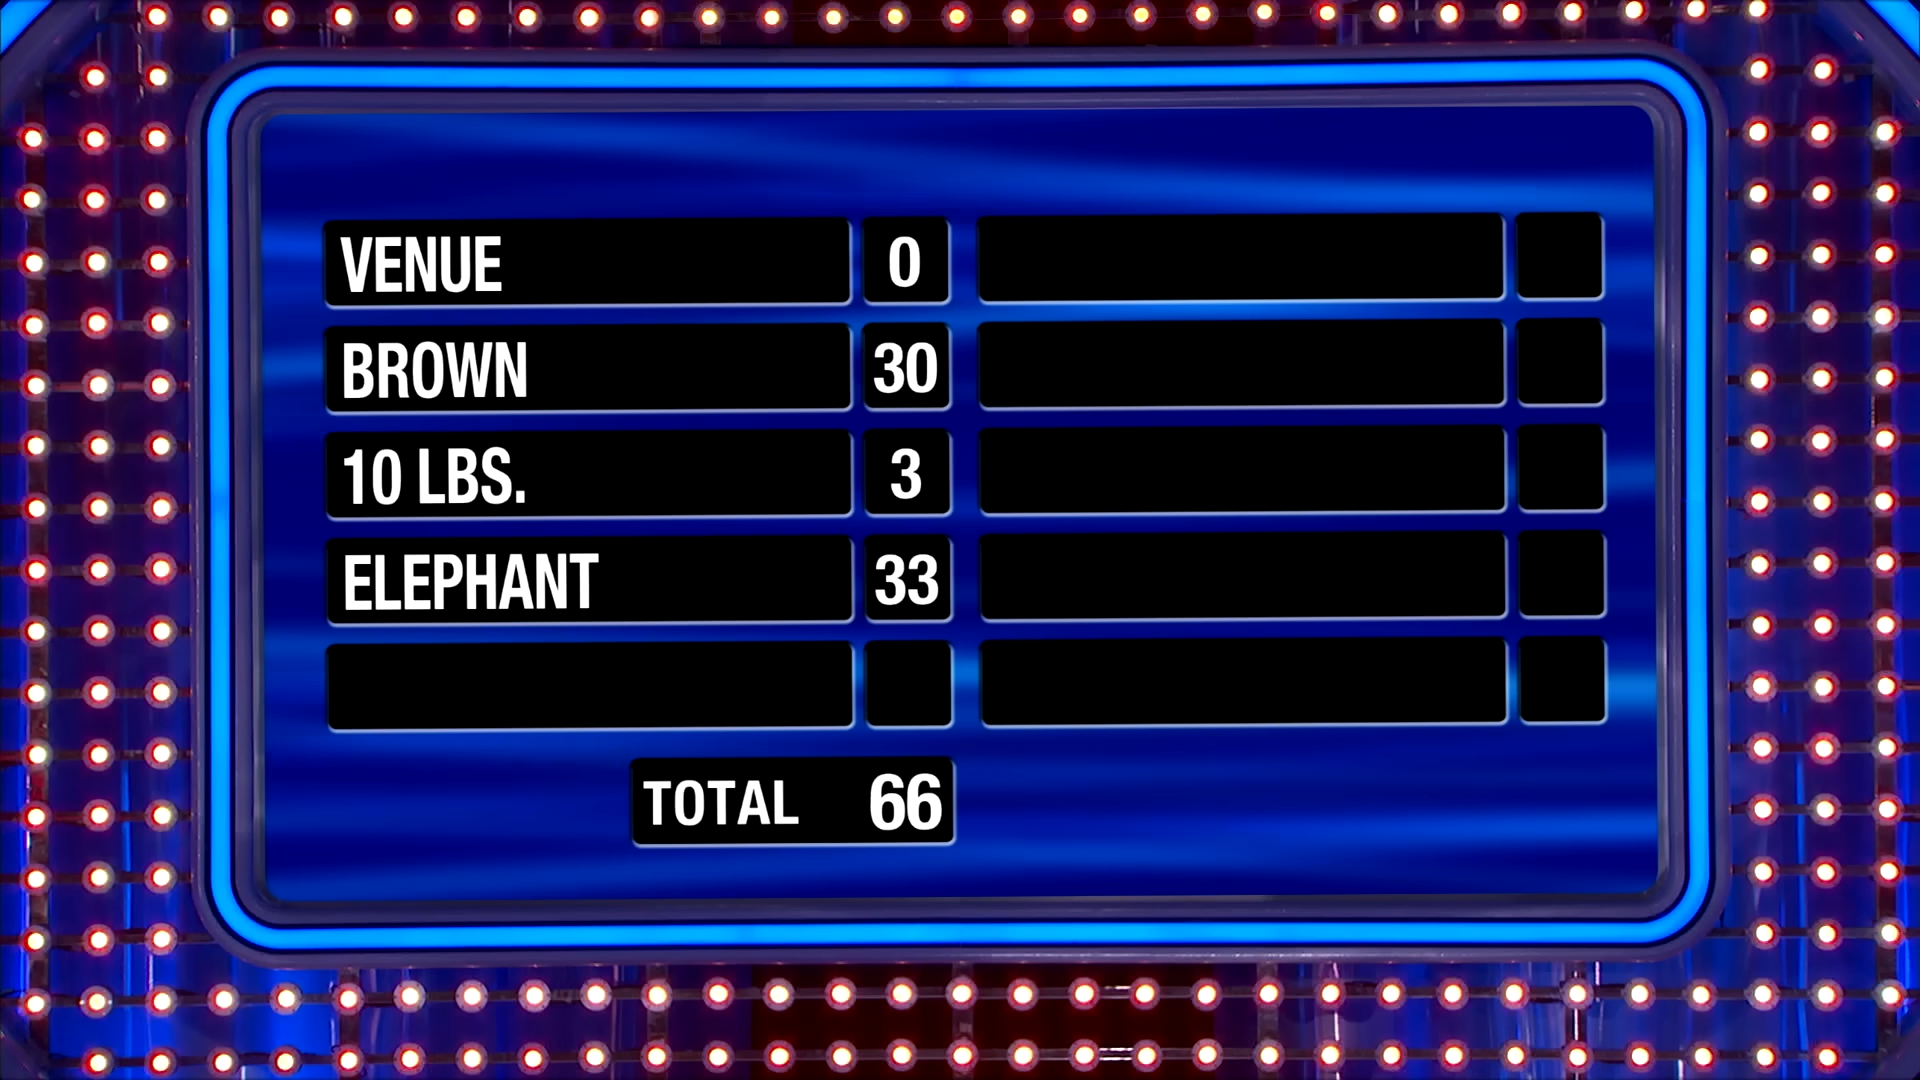 VENUE 0
BROWN 30
10 LBS. 3
ELEPHANT 33
TOTAL 66